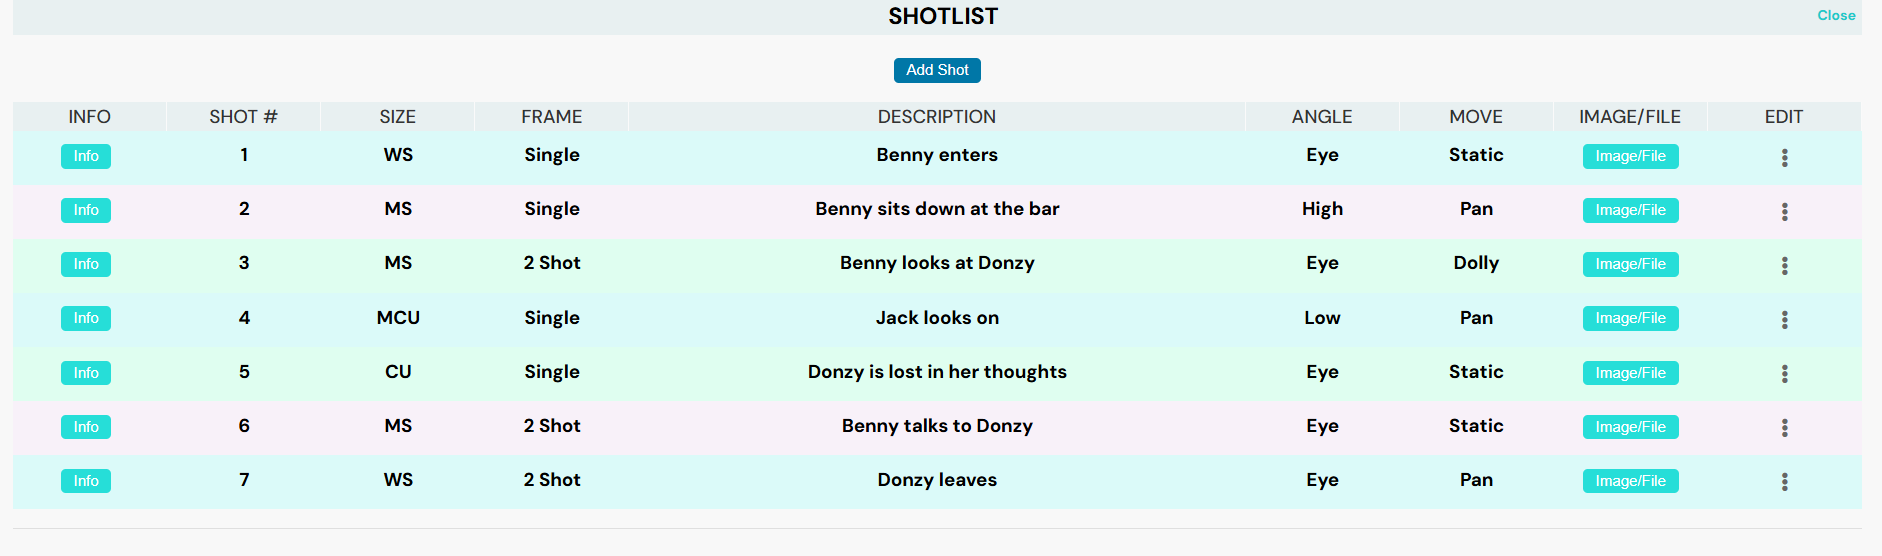 SHOTLIST Close
Add Shot
INFO SHOT # SIZE FRAME DESCRIPTION ANGLE MOVE IMAGE/FILE EDIT
Info 1 WS Single Benny enters Eye Static Image/File
Info 2 MS Single Benny sits down at the bar High Pan Image/File
Info 3 MS 2 Shot Benny looks at Donzy Eye Dolly Image/File
Info 4 MCU Single Jack looks on Low Pan Image/File
Info 5 CU Single Donzy is lost in her thoughts Eye Static Image/File
Info 6 MS 2 Shot Benny talks to Donzy Eye Static Image/File
Info 7 WS 2 Shot Donzy leaves Eye Pan Image/File